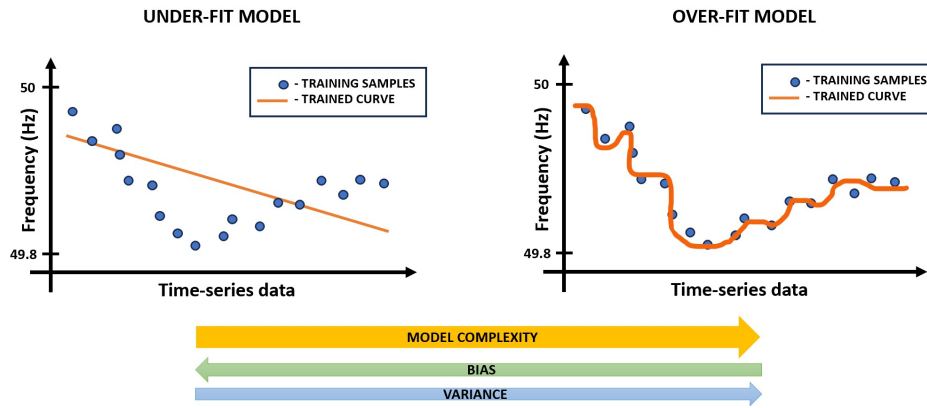 UNDER-FIT MODEL
OVER-FIT MODEL
50
- TRAINING SAMPLES
- TRAINED CURVE
Frequency (Hz)
49.8
Time-series data
50
- TRAINING SAMPLES
- TRAINED CURVE
Frequency (Hz)
49.8
Time-series data
MODEL COMPLEXITY
BIAS
VARIANCE